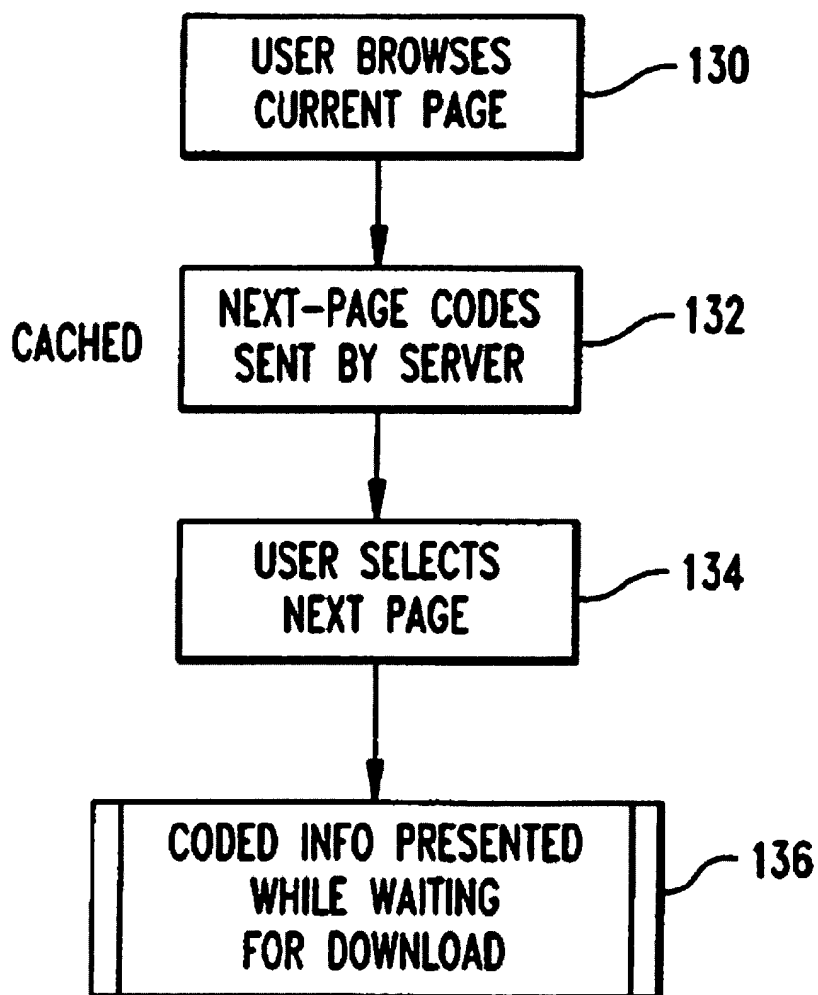 USER BROWSES
CURRENT PAGE
130
CACHED
NEXT-PAGE CODES
SENT BY SERVER
132
USER SELECTS
NEXT PAGE
134
CODED INFO PRESENTED
WHILE WAITING
FOR DOWNLOAD
136